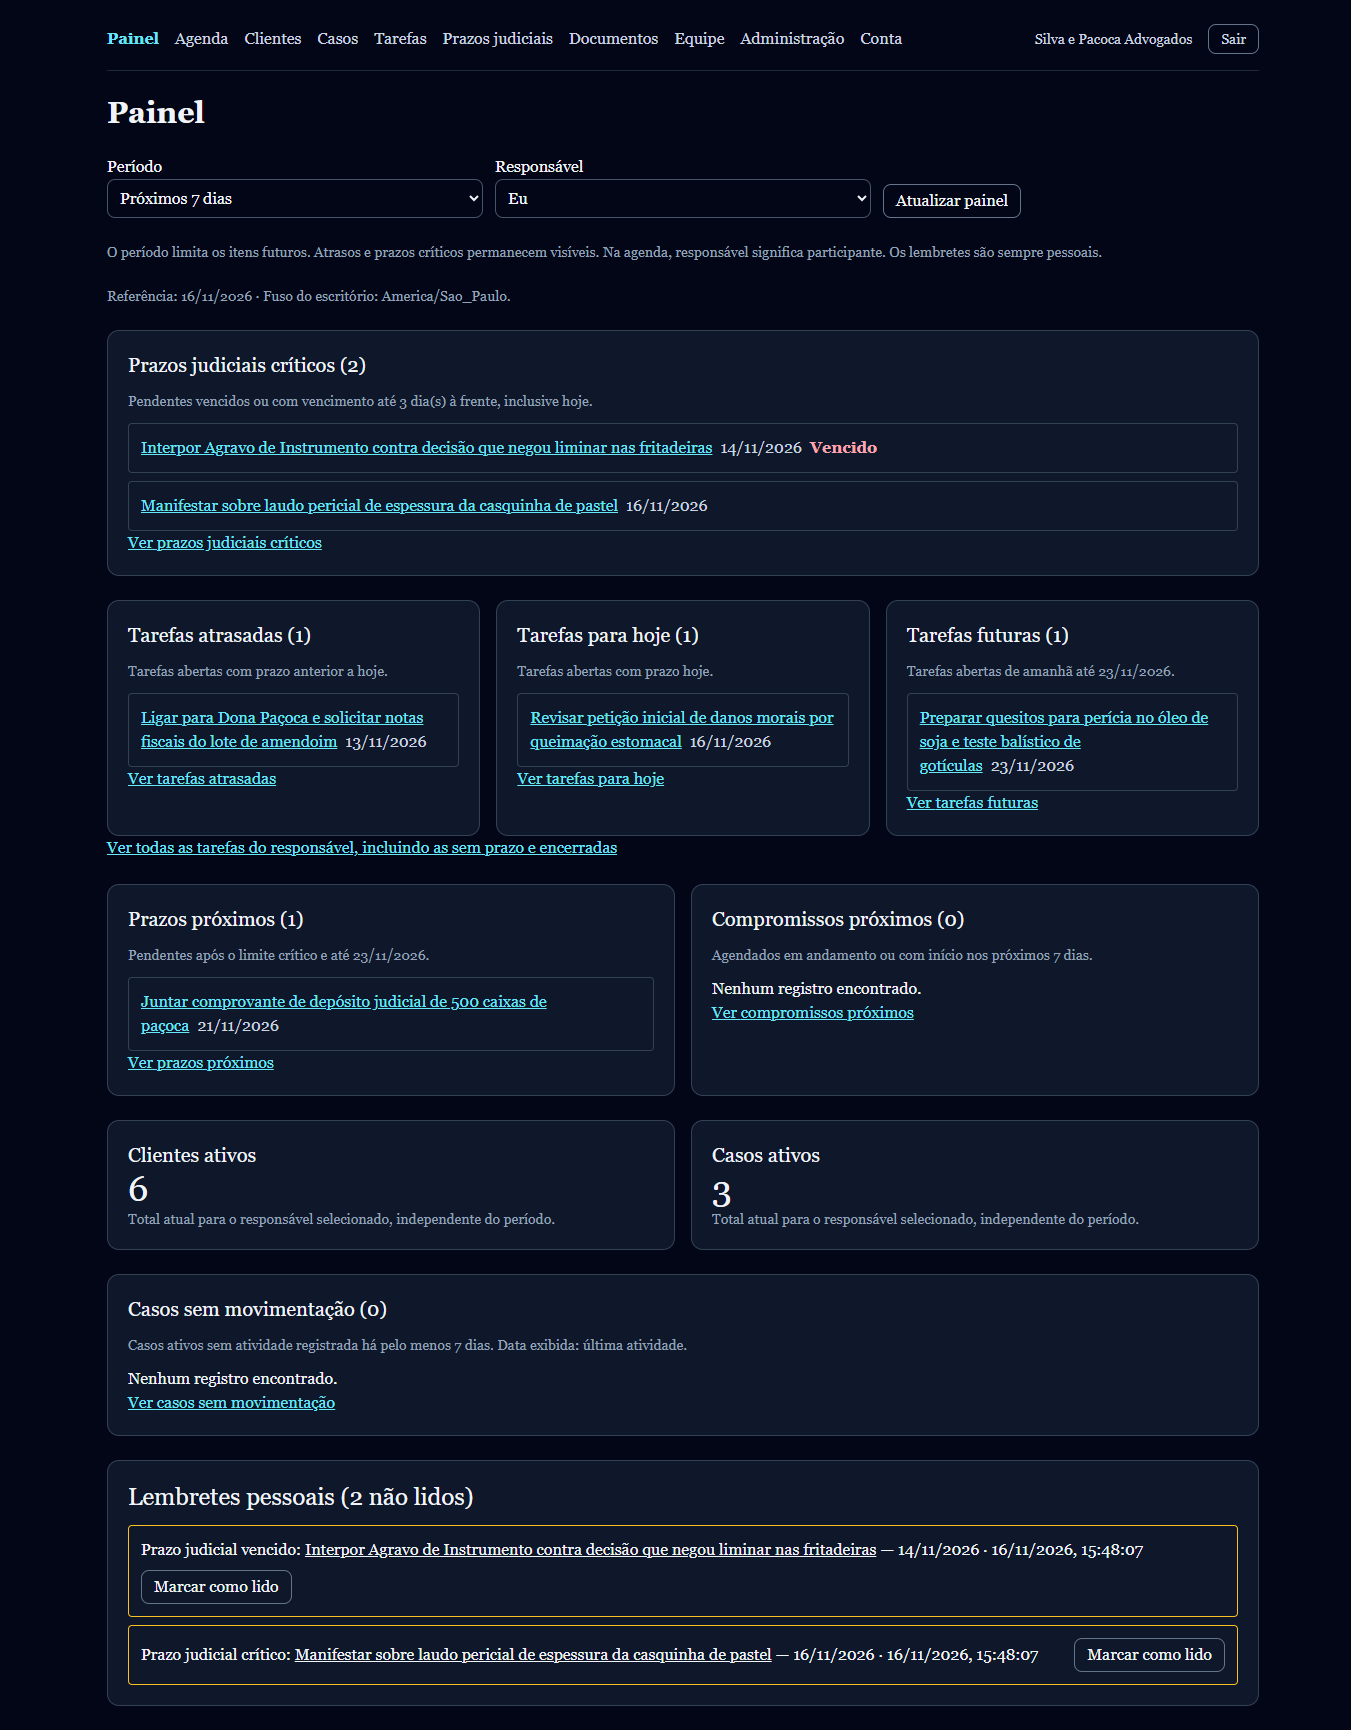 Painel Agenda Clientes Casos Tarefas Prazos judiciais Documentos Equipe Administração Conta Silva e Pacoca Advogados Sair
Painel
Período
Próximos 7 dias
Responsável
Eu
Atualizar painel
O período limita os itens futuros. Atrasos e prazos críticos permanecem visíveis. Na agenda, responsável significa participante. Os lembretes são sempre pessoais.
Referência: 16/11/2026 · Fuso do escritório: America/Sao_Paulo.
Prazos judiciais críticos (2)
Pendentes vencidos ou com vencimento até 3 dia(s) à frente, inclusive hoje.
Interpor Agravo de Instrumento contra decisão que negou liminar nas fritadeiras 14/11/2026 Vencido
Manifestar sobre laudo pericial de espessura da casquinha de pastel 16/11/2026
Ver prazos judiciais críticos
Tarefas atrasadas (1)
Tarefas abertas com prazo anterior a hoje.
Ligar para Dona Paçoca e solicitar notas
fiscais do lote de amendoim 13/11/2026
Ver tarefas atrasadas
Tarefas para hoje (1)
Tarefas abertas com prazo hoje.
Revisar petição inicial de danos morais por
queimação estomacal 16/11/2026
Ver tarefas para hoje
Tarefas futuras (1)
Tarefas abertas de amanhã até 23/11/2026.
Preparar quesitos para perícia no óleo de
soja e teste balístico de
gotículas 23/11/2026
Ver tarefas futuras
Ver todas as tarefas do responsável, incluindo as sem prazo e encerradas
Prazos próximos (1)
Pendentes após o limite crítico e até 23/11/2026.
Juntar comprovante de depósito judicial de 500 caixas de
paçoca 21/11/2026
Ver prazos próximos
Compromissos próximos (0)
Agendados em andamento ou com início nos próximos 7 dias.
Nenhum registro encontrado.
Ver compromissos próximos
Clientes ativos
6
Total atual para o responsável selecionado, independente do período.
Casos ativos
3
Total atual para o responsável selecionado, independente do período.
Casos sem movimentação (0)
Casos ativos sem atividade registrada há pelo menos 7 dias. Data exibida: última atividade.
Nenhum registro encontrado.
Ver casos sem movimentação
Lembretes pessoais (2 não lidos)
Prazo judicial vencido: Interpor Agravo de Instrumento contra decisão que negou liminar nas fritadeiras — 14/11/2026 · 16/11/2026, 15:48:07
Marcar como lido
Prazo judicial crítico: Manifestar sobre laudo pericial de espessura da casquinha de pastel — 16/11/2026 · 16/11/2026, 15:48:07
Marcar como lido